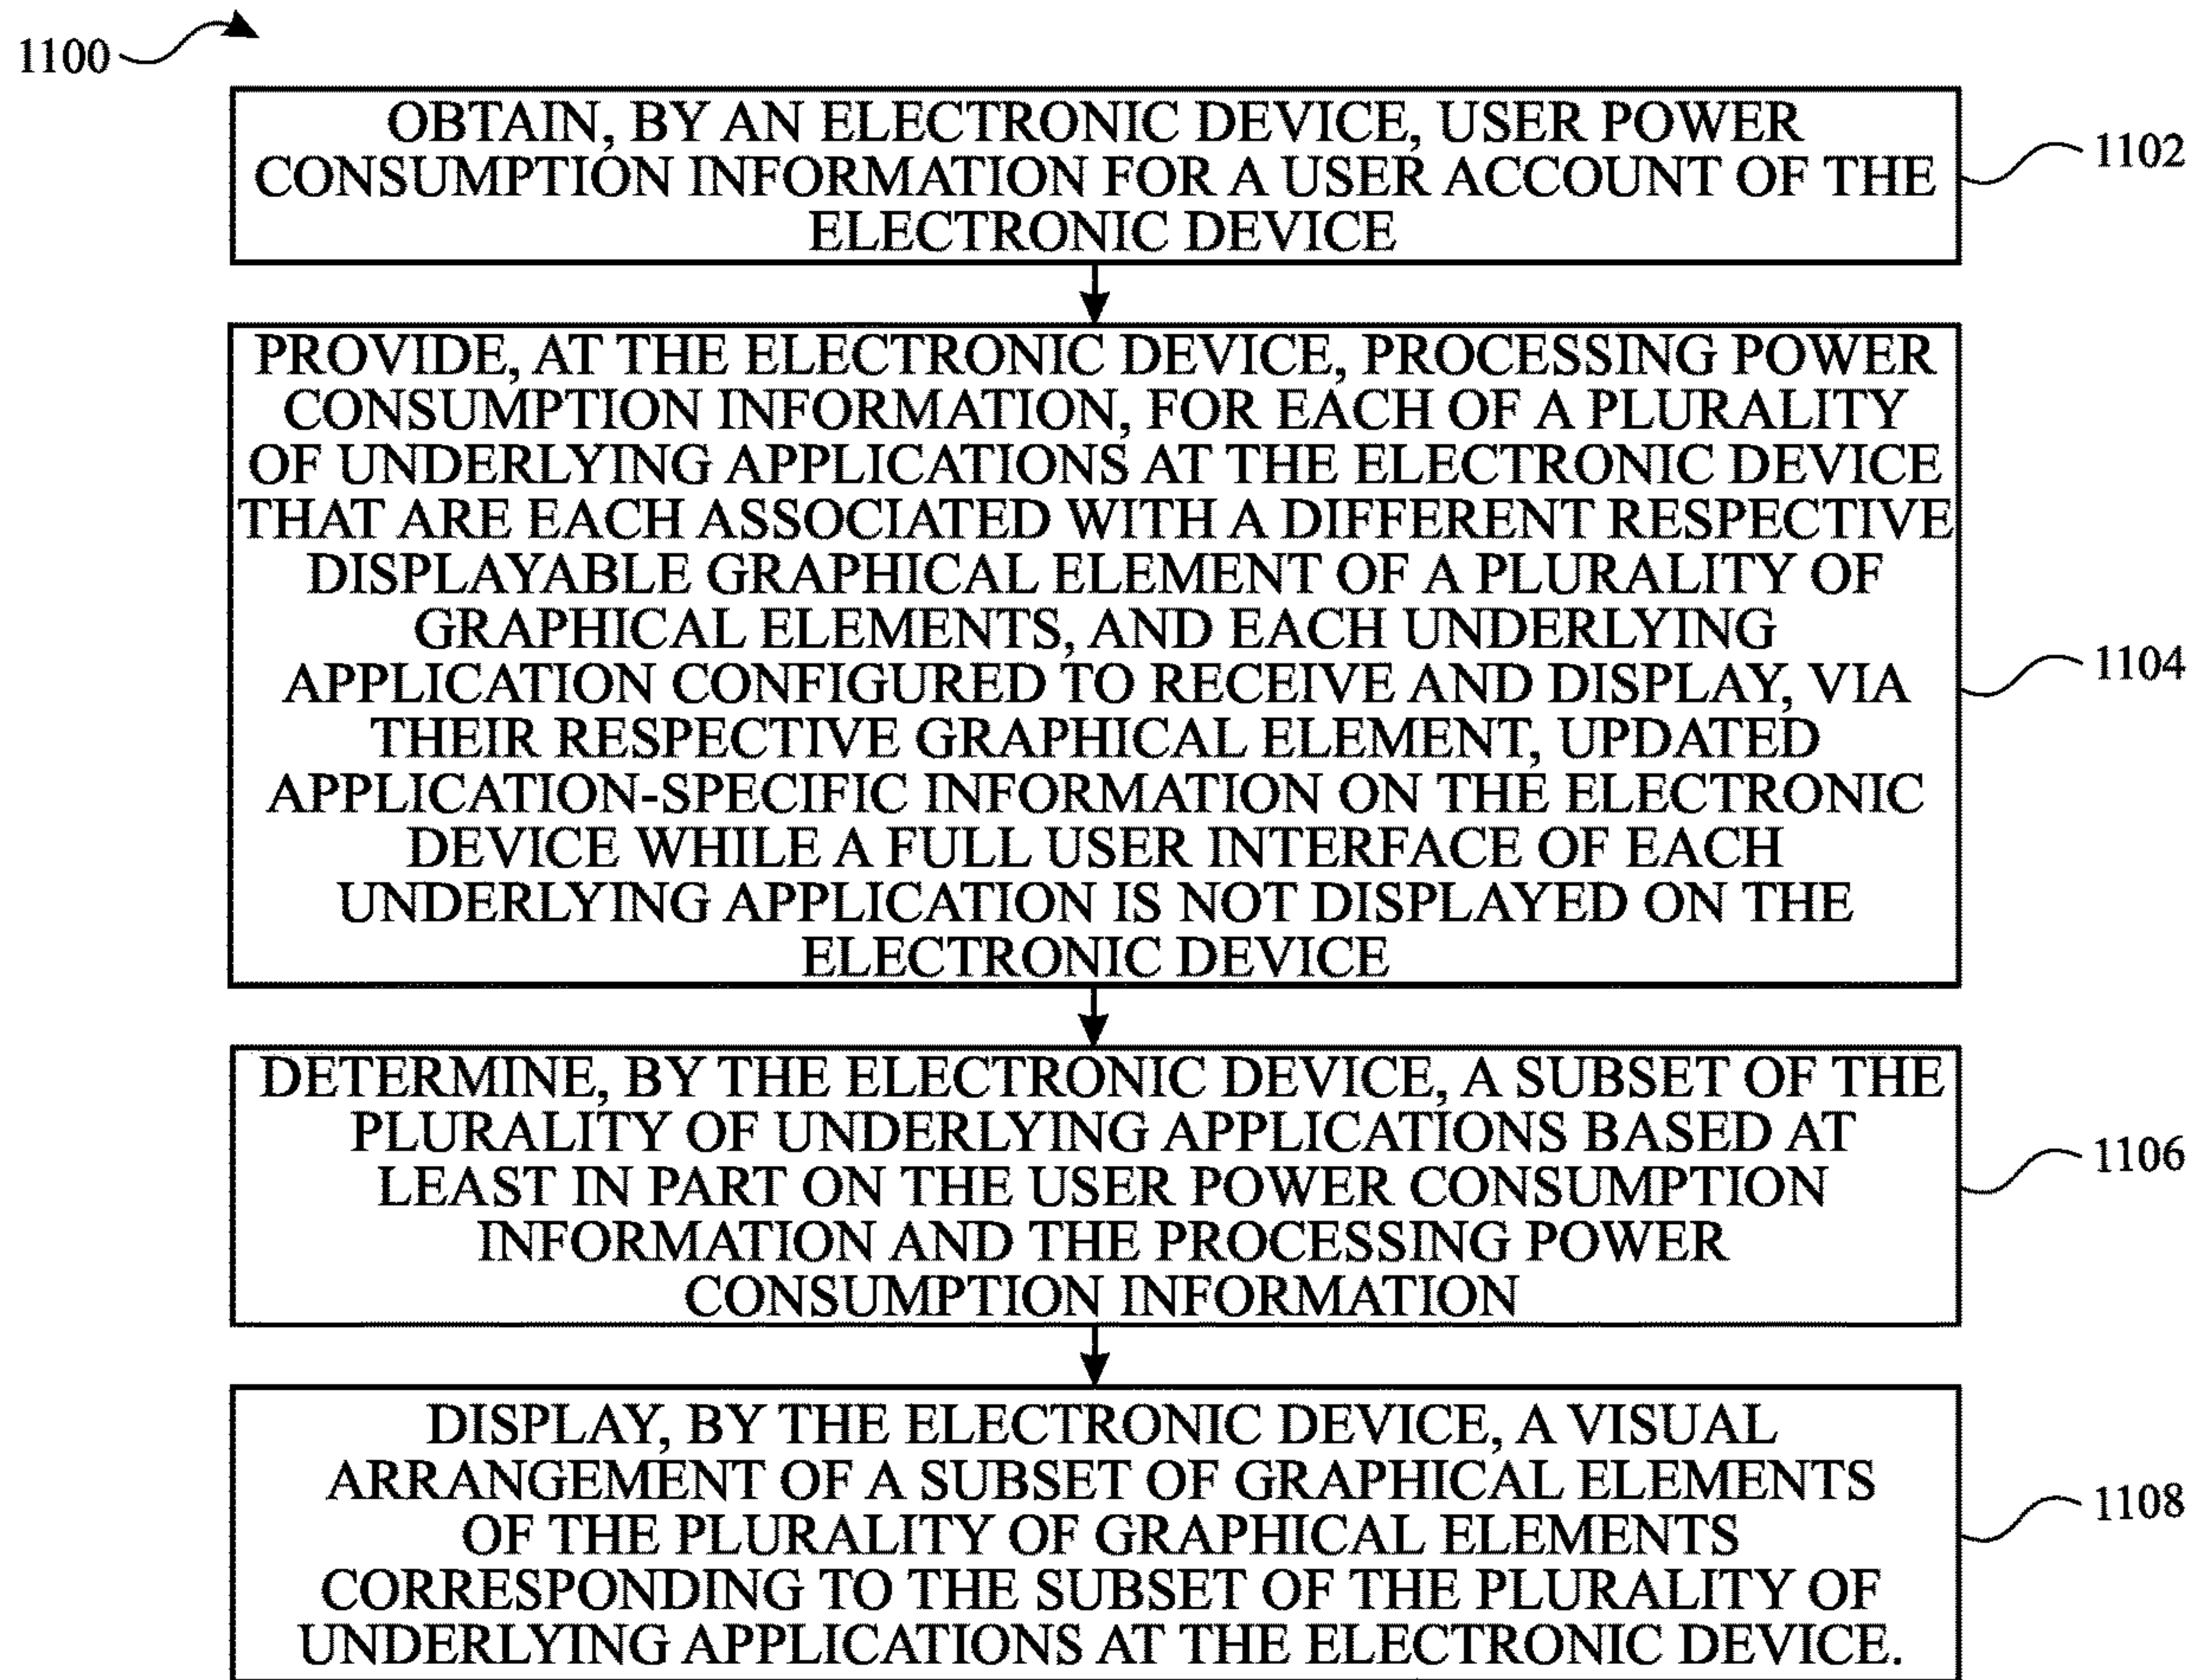 1100
OBTAIN, BY AN ELECTRONIC DEVICE, USER POWER
CONSUMPTION INFORMATION FOR A USER ACCOUNT OF THE
ELECTRONIC DEVICE
1102
PROVIDE, AT THE ELECTRONIC DEVICE, PROCESSING POWER
CONSUMPTION INFORMATION, FOR EACH OF A PLURALITY
OF UNDERLYING APPLICATIONS AT THE ELECTRONIC DEVICE
THAT ARE EACH ASSOCIATED WITH A DIFFERENT RESPECTIVE
DISPLAYABLE GRAPHICAL ELEMENT OF A PLURALITY OF
GRAPHICAL ELEMENTS, AND EACH UNDERLYING
APPLICATION CONFIGURED TO RECEIVE AND DISPLAY, VIA
THEIR RESPECTIVE GRAPHICAL ELEMENT, UPDATED
APPLICATION-SPECIFIC INFORMATION ON THE ELECTRONIC
DEVICE WHILE A FULL USER INTERFACE OF EACH
UNDERLYING APPLICATION IS NOT DISPLAYED ON THE
ELECTRONIC DEVICE
1104
DETERMINE, BY THE ELECTRONIC DEVICE, A SUBSET OF THE
PLURALITY OF UNDERLYING APPLICATIONS BASED AT
LEAST IN PART ON THE USER POWER CONSUMPTION
INFORMATION AND THE PROCESSING POWER
CONSUMPTION INFORMATION
1106
DISPLAY, BY THE ELECTRONIC DEVICE, A VISUAL
ARRANGEMENT OF A SUBSET OF GRAPHICAL ELEMENTS
OF THE PLURALITY OF GRAPHICAL ELEMENTS
CORRESPONDING TO THE SUBSET OF THE PLURALITY OF
UNDERLYING APPLICATIONS AT THE ELECTRONIC DEVICE.
1108